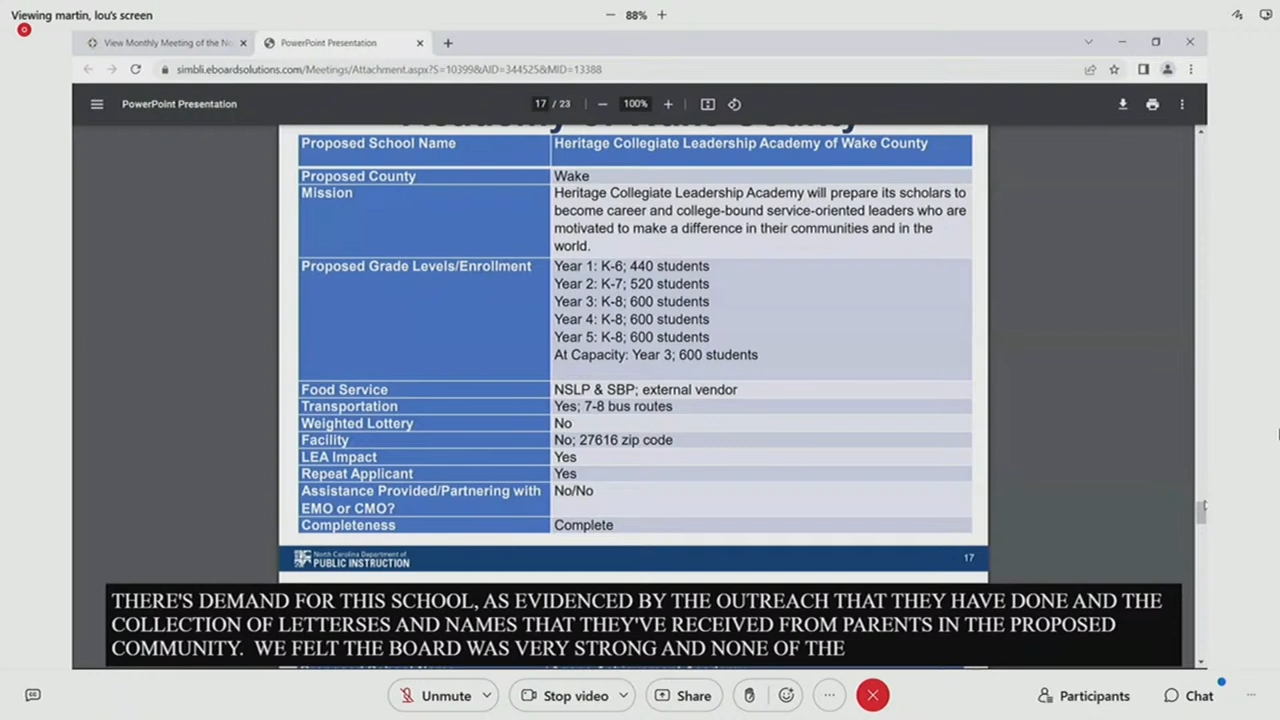 Viewing martin, lou's screen
88%
View Monthly Meeting of the No
PowerPoint Presentation
simbli.eboardsolutions.com/Meetings/Attachment.aspx?S=10399&AID=344525&MID=13388
PowerPoint Presentation
17 / 23
100%
Academy of Wake County
Proposed School Name Heritage Collegiate Leadership Academy of Wake County
Proposed County Wake
Mission Heritage Collegiate Leadership Academy will prepare its scholars to
become career and college-bound service-oriented leaders who are
motivated to make a difference in their communities and in the
world.
Proposed Grade Levels/Enrollment Year 1: K-6; 440 students
Year 2: K-7; 520 students
Year 3: K-8; 600 students
Year 4: K-8; 600 students
Year 5: K-8; 600 students
At Capacity: Year 3; 600 students
Food Service NSLP & SBP; external vendor
Transportation Yes; 7-8 bus routes
Weighted Lottery No
Facility No; 27616 zip code
LEA Impact Yes
Repeat Applicant Yes
Assistance Provided/Partnering with No/No
EMO or CMO?
Completeness Complete
North Carolina Department of
PUBLIC INSTRUCTION
17
THERE'S DEMAND FOR THIS SCHOOL, AS EVIDENCED BY THE OUTREACH THAT THEY HAVE DONE AND THE
COLLECTION OF LETTERSES AND NAMES THAT THEY'VE RECEIVED FROM PARENTS IN THE PROPOSED
COMMUNITY. WE FELT THE BOARD WAS VERY STRONG AND NONE OF THE
Unmute
Stop video
Share
Participants
Chat